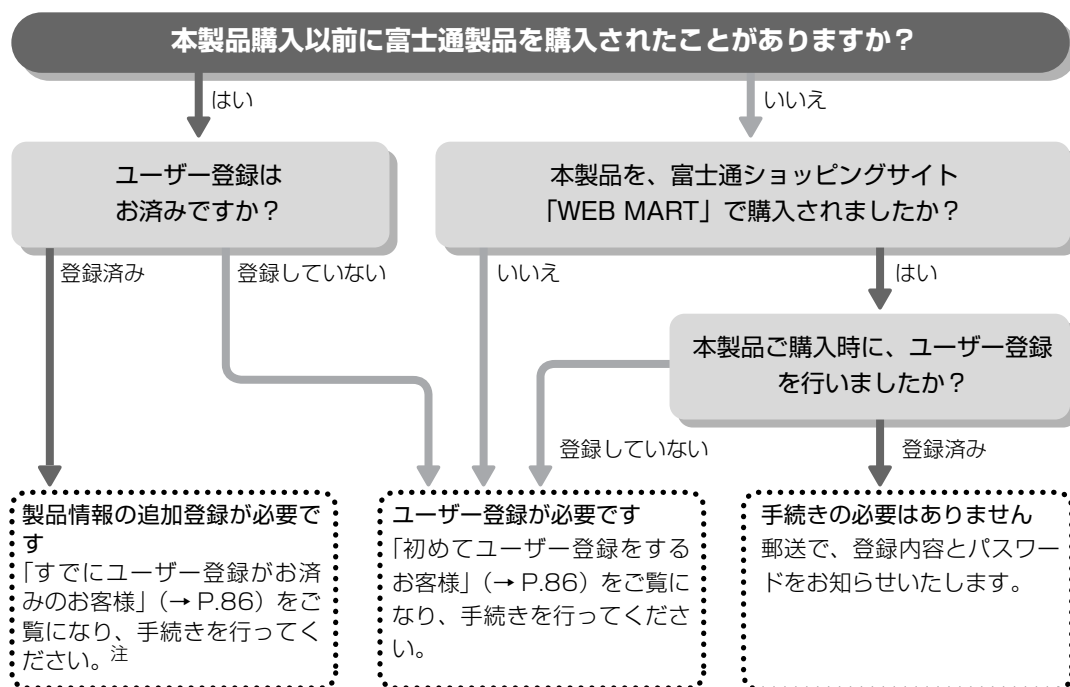 本製品購入以前に富士通製品を購入されたことがありますか？
はい
いいえ
ユーザー登録は
お済みですか？
本製品を、富士通ショッピングサイト
「WEB MART」で購入されましたか？
登録済み
登録していない
いいえ
はい
本製品ご購入時に、ユーザー登録
を行いましたか？
登録していない
登録済み
製品情報の追加登録が必要で
す
「すでにユーザー登録がお済
みのお客様」（→ P.86）をご
覧になり、手続きを行ってく
ださい。注
ユーザー登録が必要です
「初めてユーザー登録をする
お客様」（→ P.86）をご覧に
なり、手続きを行ってくださ
い。
手続きの必要はありません
郵送で、登録内容とパスワー
ドをお知らせいたします。